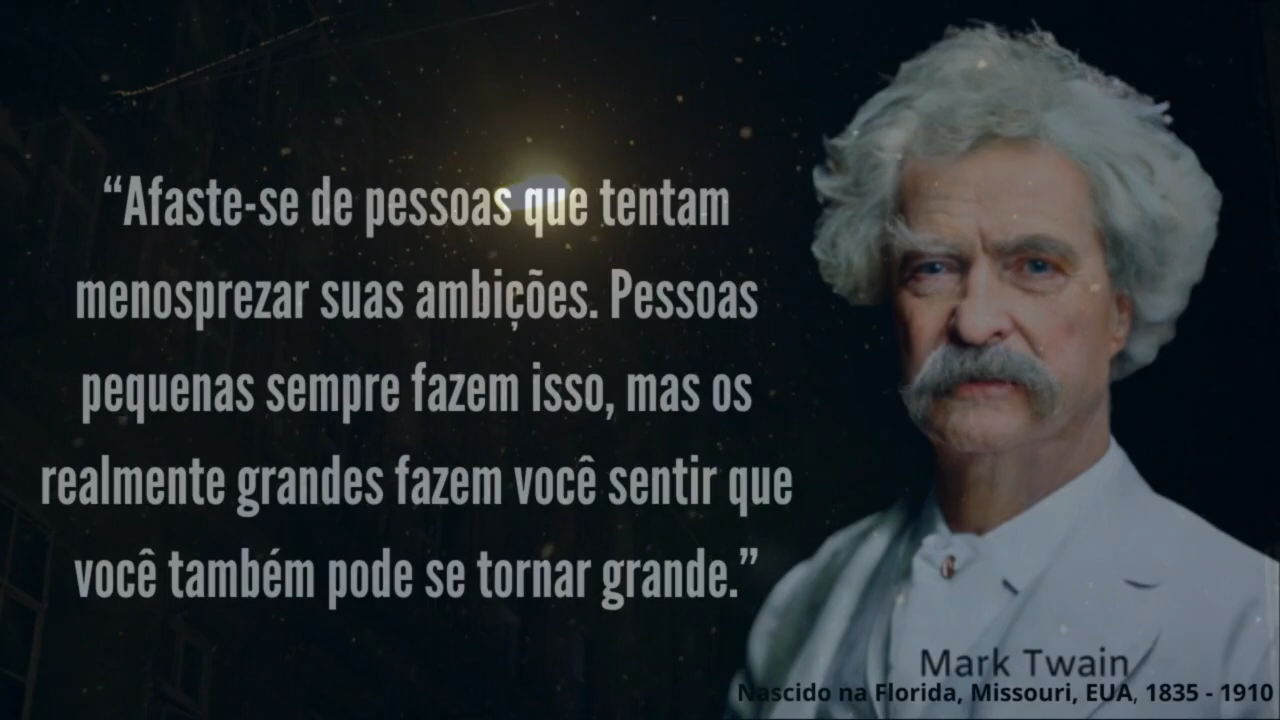 “Afaste-se de pessoas que tentam
menosprezar suas ambições. Pessoas
pequenas sempre fazem isso, mas os
realmente grandes fazem você sentir que
você também pode se tornar grande.”
Mark Twain
Nascido na Florida, Missouri, EUA, 1835 - 1910